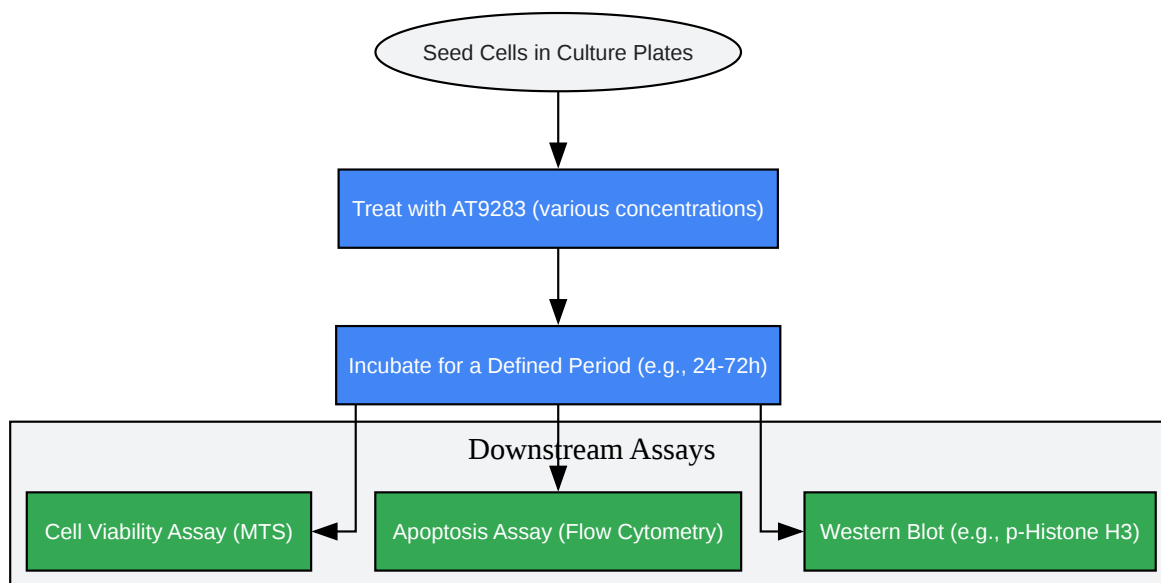 Seed Cells in Culture Plates
Treat with AT9283 (various concentrations)
Incubate for a Defined Period (e.g., 24-72h)
Downstream Assays
Cell Viability Assay (MTS)
Apoptosis Assay (Flow Cytometry)
Western Blot (e.g., p-Histone H3)